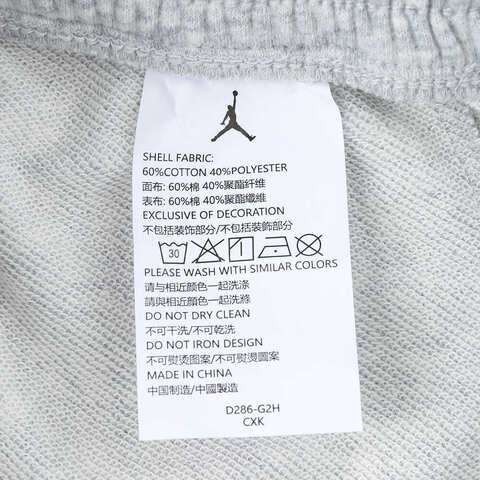 SHELL FABRIC:
60%COTTON 40%POLYESTER
面布: 60%棉 40%聚酯纤维
表布: 60%棉 40%聚酯纖維
EXCLUSIVE OF DECORATION
不包括装饰部分/不包括裝飾部分
30
PLEASE WASH WITH SIMILAR COLORS
请与相近颜色一起洗涤
請與相近顏色一起洗滌
DO NOT DRY CLEAN
不可干洗/不可乾洗
DO NOT IRON DESIGN
不可熨烫图案/不可熨燙圖案
MADE IN CHINA
中国制造/中國製造
D286-G2H
CXK